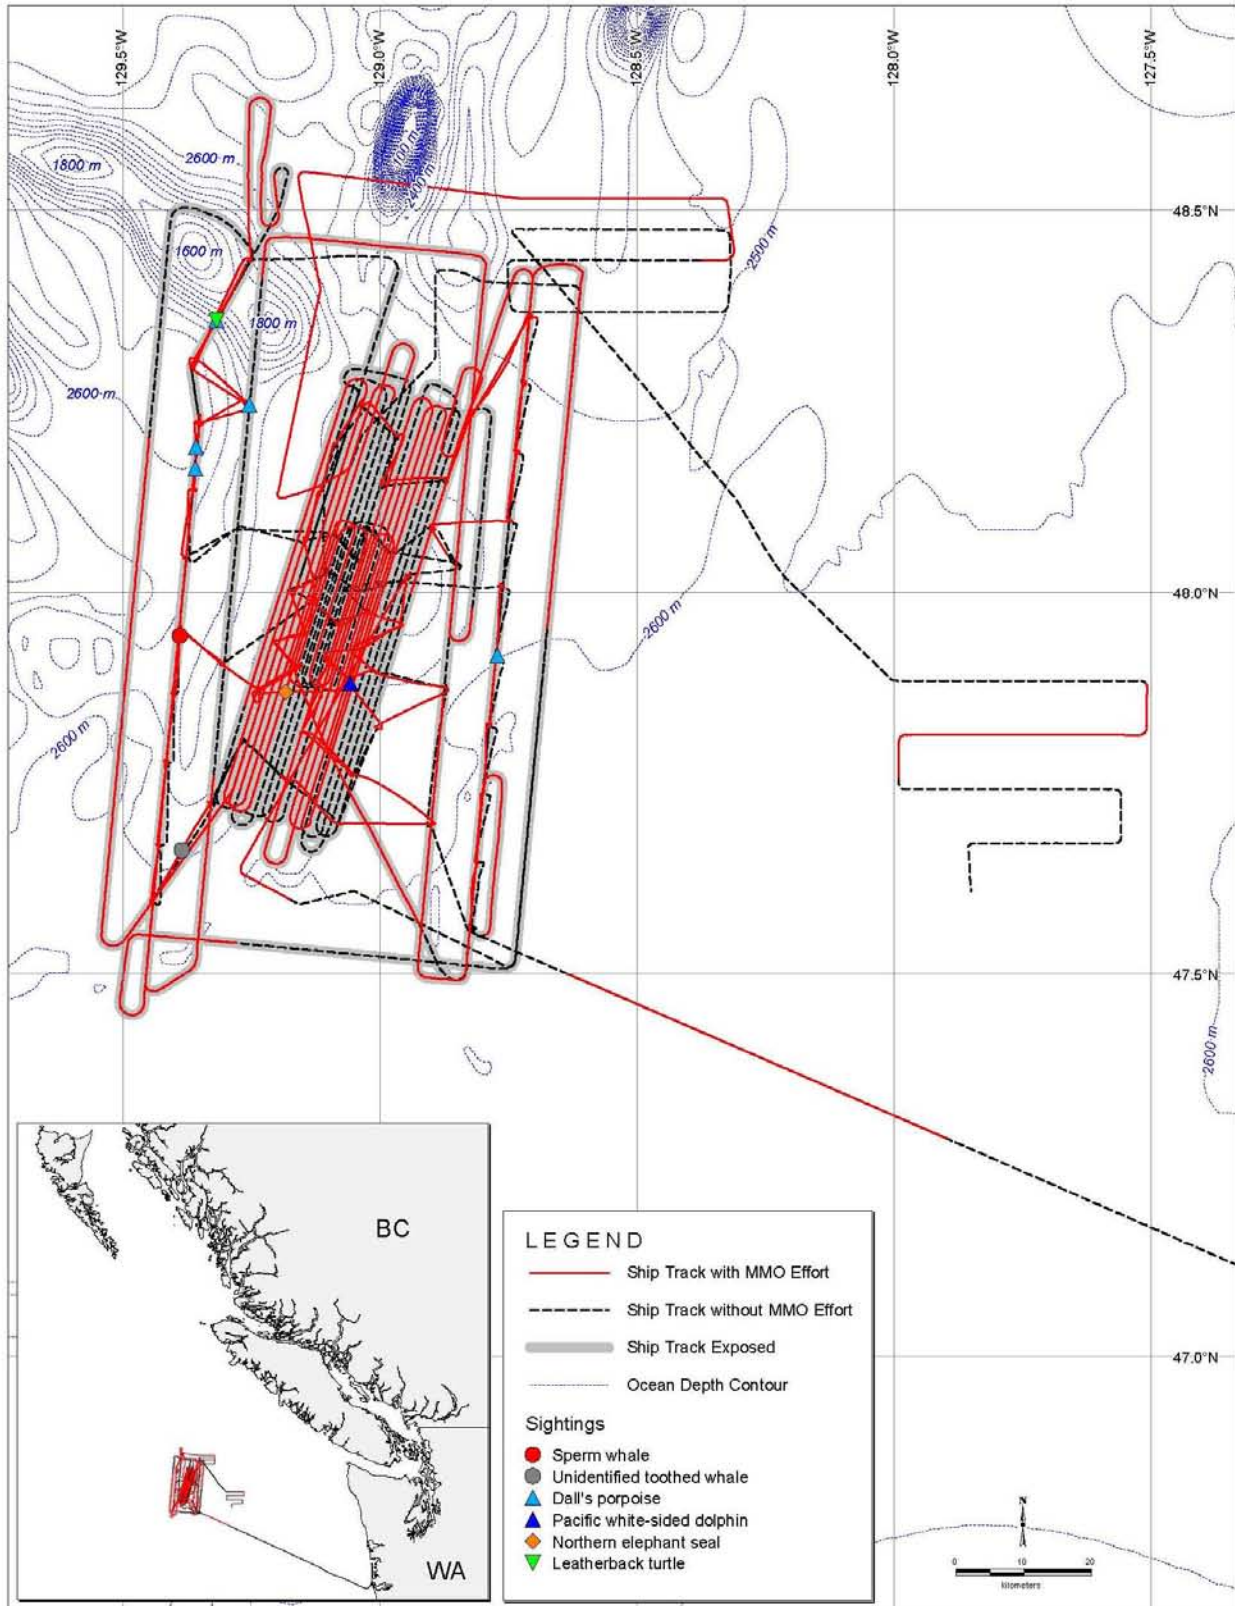 129.5°W
129.0°W
128.5°W
128.0°W
127.5°W
1800 m
2600 m
100 m
2400 m
48.5°N
1600 m
2500 m
1800 m
2600 m
48.0°N
2600 m
2600 m
47.5°N
2600 m
BC
WA
LEGEND
Ship Track with MMO Effort
Ship Track without MMO Effort
Ship Track Exposed
Ocean Depth Contour
Sightings
Sperm whale
Unidentified toothed whale
Dall's porpoise
Pacific white-sided dolphin
Northern elephant seal
Leatherback turtle
47.0°N
N
0 10 20
kilometers